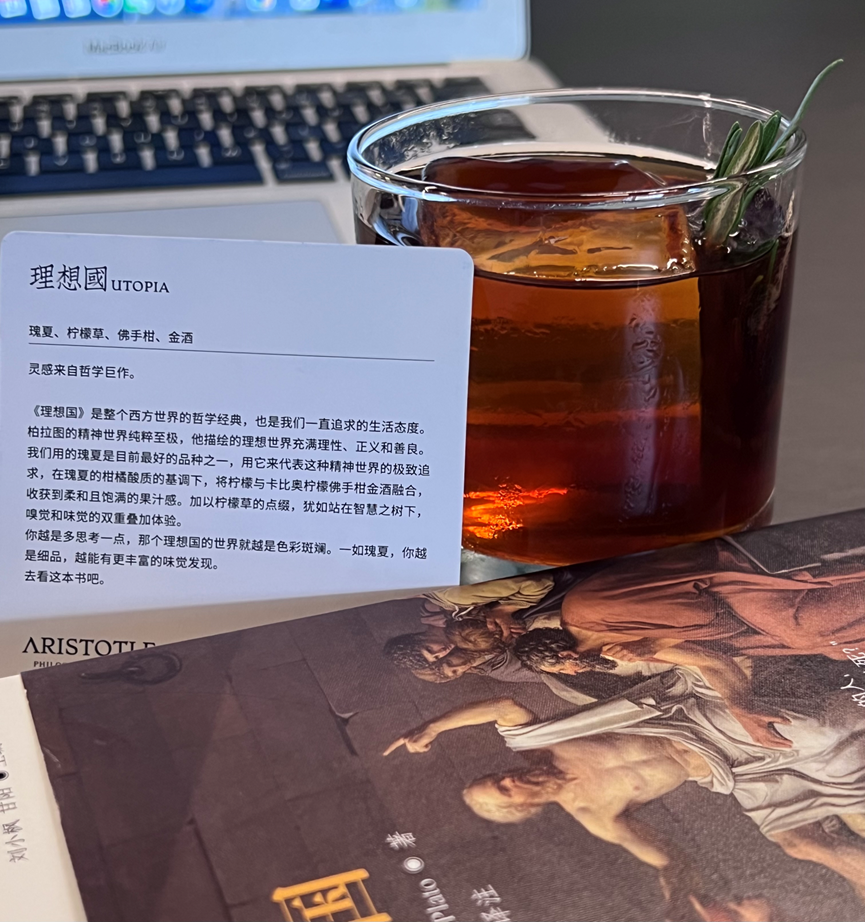 MacBook Air
理想國 UTOPIA
瑰夏、柠檬草、佛手柑、金酒
灵感来自哲学巨作。
《理想国》是整个西方世界的哲学经典，也是我们一直追求的生活态度。
柏拉图的精神世界纯粹至极，他描绘的理想世界充满理性、正义和善良。
我们用的瑰夏是目前最好的品种之一，用它来代表这种精神世界的极致追
求，在瑰夏的柑橘酸质的基调下，将柠檬与卡比奥柠檬佛手柑金酒融合，
收获到柔和且饱满的果汁感。加以柠檬草的点缀，犹如站在智慧之树下，
嗅觉和味觉的双重叠加体验。
你越是多思考一点，那个理想国的世界就越是色彩斑斓。一如瑰夏，你越
是细品，越能有更丰富的味觉发现。
去看这本书吧。
ARISTOTLE
刘小枫 甘阳
国
Plato 著